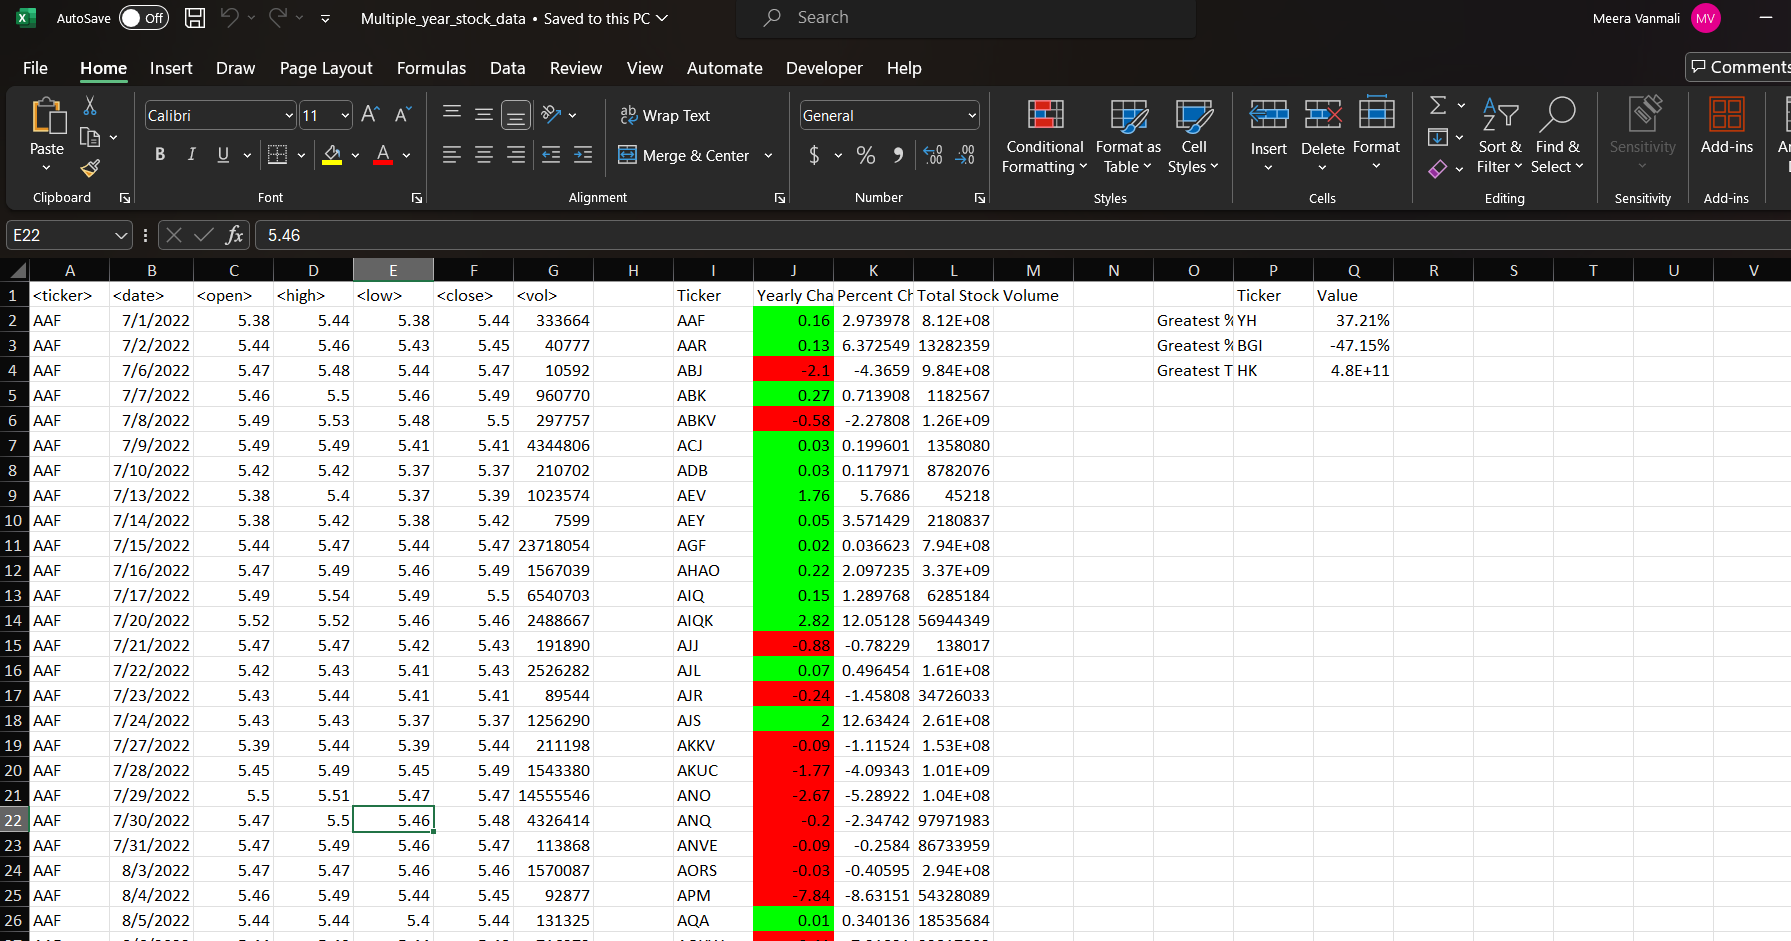 AutoSave Off Multiple_year_stock_data • Saved to this PC Search Meera Vanmali MV
File Home Insert Draw Page Layout Formulas Data Review View Automate Developer Help Comments
Paste
Clipboard
Calibri 11
B I U A
Font
Wrap Text
Merge & Center
Alignment
General
$ %
Number
Conditional Formatting
Format as Table
Cell Styles
Styles
Insert Delete Format
Cells
Sort & Filter
Find & Select
Editing
Sensitivity
Sensitivity
Add-ins
Add-ins
E22 fx 5.46
A B C D E F G H I J K L M N O P Q R S T U V
1 <ticker> <date> <open> <high> <low> <close> <vol> Ticker Yearly Cha Percent Ch Total Stock Volume Ticker Value
2 AAF 7/1/2022 5.38 5.44 5.38 5.44 333664 AAF 0.16 2.973978 8.12E+08 Greatest % YH 37.21%
3 AAF 7/2/2022 5.44 5.46 5.43 5.45 40777 AAR 0.13 6.372549 13282359 Greatest % BGI -47.15%
4 AAF 7/6/2022 5.47 5.48 5.44 5.47 10592 ABJ -2.1 -4.3659 9.84E+08 Greatest T HK 4.8E+11
5 AAF 7/7/2022 5.46 5.5 5.46 5.49 960770 ABK 0.27 0.713908 1182567
6 AAF 7/8/2022 5.49 5.53 5.48 5.5 297757 ABKV -0.58 -2.27808 1.26E+09
7 AAF 7/9/2022 5.49 5.49 5.41 5.41 4344806 ACJ 0.03 0.199601 1358080
8 AAF 7/10/2022 5.42 5.42 5.37 5.37 210702 ADB 0.03 0.117971 8782076
9 AAF 7/13/2022 5.38 5.4 5.37 5.39 1023574 AEV 1.76 5.7686 45218
10 AAF 7/14/2022 5.38 5.42 5.38 5.42 7599 AEY 0.05 3.571429 2180837
11 AAF 7/15/2022 5.44 5.47 5.44 5.47 23718054 AGF 0.02 0.036623 7.94E+08
12 AAF 7/16/2022 5.47 5.49 5.46 5.49 1567039 AHAO 0.22 2.097235 3.37E+09
13 AAF 7/17/2022 5.49 5.54 5.49 5.5 6540703 AIQ 0.15 1.289768 6285184
14 AAF 7/20/2022 5.52 5.52 5.46 5.46 2488667 AIQK 2.82 12.05128 56944349
15 AAF 7/21/2022 5.47 5.47 5.42 5.43 191890 AJJ -0.88 -0.78229 138017
16 AAF 7/22/2022 5.42 5.43 5.41 5.43 2526282 AJL 0.07 0.496454 1.61E+08
17 AAF 7/23/2022 5.43 5.44 5.41 5.41 89544 AJR -0.24 -1.45808 34726033
18 AAF 7/24/2022 5.43 5.43 5.37 5.37 1256290 AJS 2 12.63424 2.61E+08
19 AAF 7/27/2022 5.39 5.44 5.39 5.44 211198 AKKV -0.09 -1.11524 1.53E+08
20 AAF 7/28/2022 5.45 5.49 5.45 5.49 1543380 AKUC -1.77 -4.09343 1.01E+09
21 AAF 7/29/2022 5.5 5.51 5.47 5.47 14555546 ANO -2.67 -5.28922 1.04E+08
22 AAF 7/30/2022 5.47 5.5 5.46 5.48 4326414 ANQ -0.2 -2.34742 97971983
23 AAF 7/31/2022 5.47 5.49 5.46 5.47 113868 ANVE -0.09 -0.2584 86733959
24 AAF 8/3/2022 5.47 5.47 5.46 5.46 1570087 AORS -0.03 -0.40595 2.94E+08
25 AAF 8/4/2022 5.46 5.49 5.44 5.45 92877 APM -7.84 -8.63151 54328089
26 AAF 8/5/2022 5.44 5.44 5.4 5.44 131325 AQA 0.01 0.340136 18535684